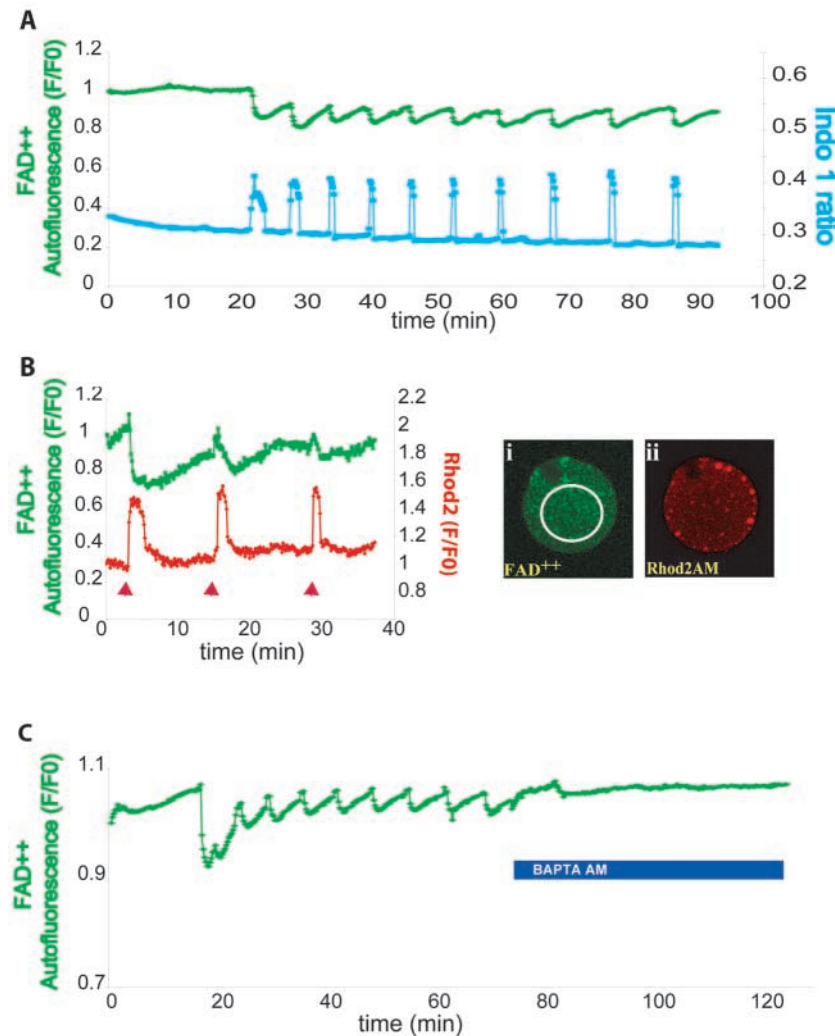 A
FAD++
Autofluorescence (F/F0)
1.2
1
0.8
0.6
0.4
0.2
0
0.6
0.5
0.4
0.3
0.2
Indo 1 ratio
0 10 20 30 40 50 60 70 80 90 100
time (min)
B
FAD++
Autofluorescence (F/F0)
1.2
1
0.8
0.6
0.4
0.2
0
2.2
2
1.8
1.6
1.4
1.2
1
0.8
Rhod2 (F/F0)
0 10 20 30 40
time (min)
i
FAD++
ii
Rhod2AM
C
FAD++
Autofluorescence (F/F0)
1.1
0.9
0.7
BAPTA AM
0 20 40 60 80 100 120
time (min)